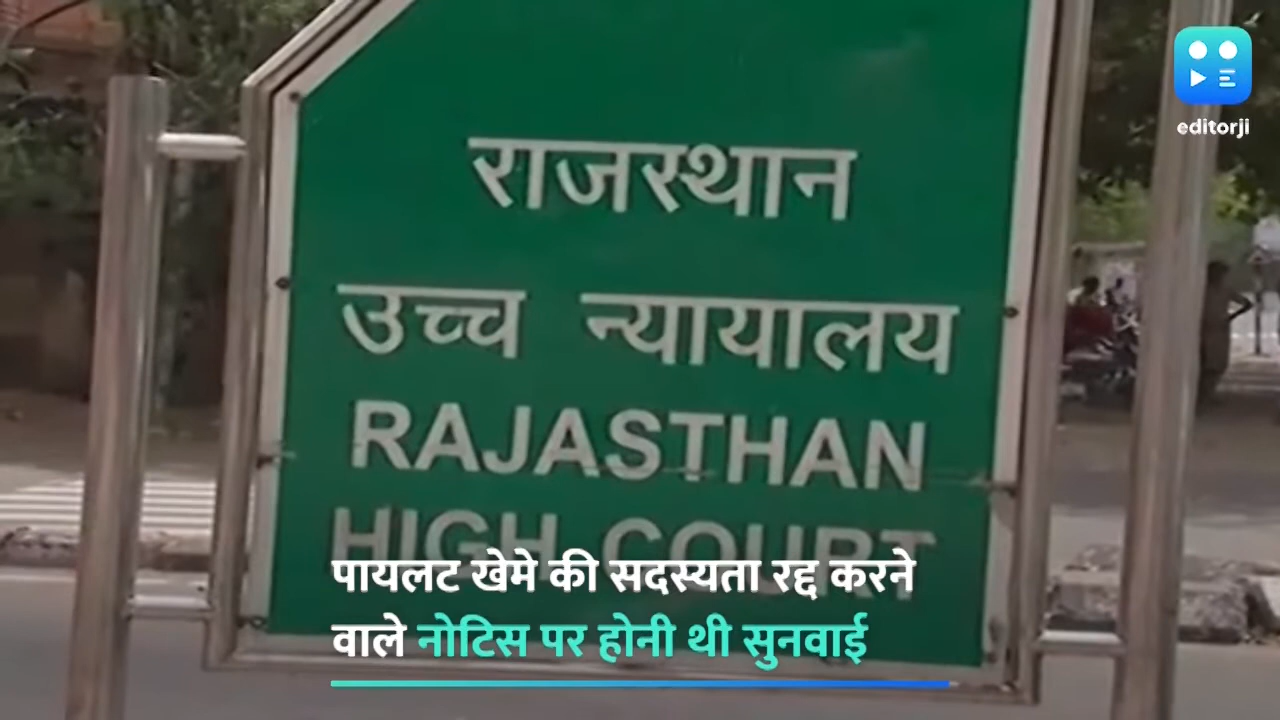 editorji
राजस्थान
उच्च न्यायालय
RAJASTHAN
HIGH COURT
पायलट खेमे की सदस्यता रद्द करने
वाले नोटिस पर होनी थी सुनवाई